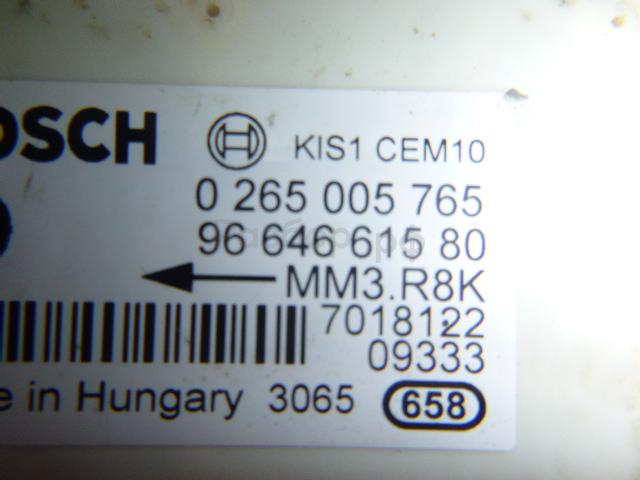 OSCH KIS1 CEM10
0 265 005 765
96 646 615 80
MM3.R8K
7018122
09333
e in Hungary 3065 658